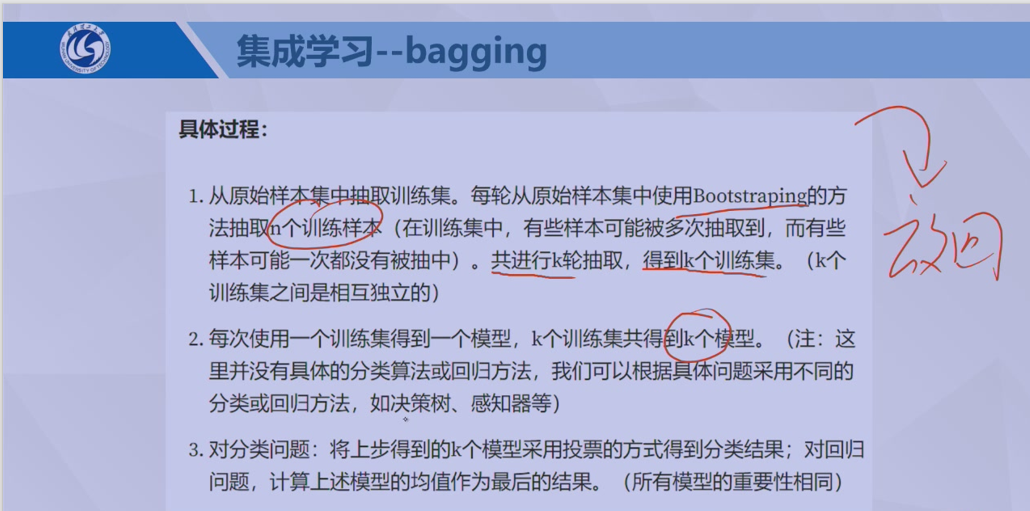 集成学习--bagging
具体过程：
1. 从原始样本集中抽取训练集。每轮从原始样本集中使用Bootstraping的方
法抽取n个训练样本（在训练集中，有些样本可能被多次抽取到，而有些
样本可能一次都没有被抽中）。共进行k轮抽取，得到k个训练集。（k个
训练集之间是相互独立的）
放回
2. 每次使用一个训练集得到一个模型，k个训练集共得到k个模型。（注：这
里并没有具体的分类算法或回归方法，我们可以根据具体问题采用不同的
分类或回归方法，如决策树、感知器等）
3. 对分类问题：将上步得到的k个模型采用投票的方式得到分类结果；对回归
问题，计算上述模型的均值作为最后的结果。（所有模型的重要性相同）